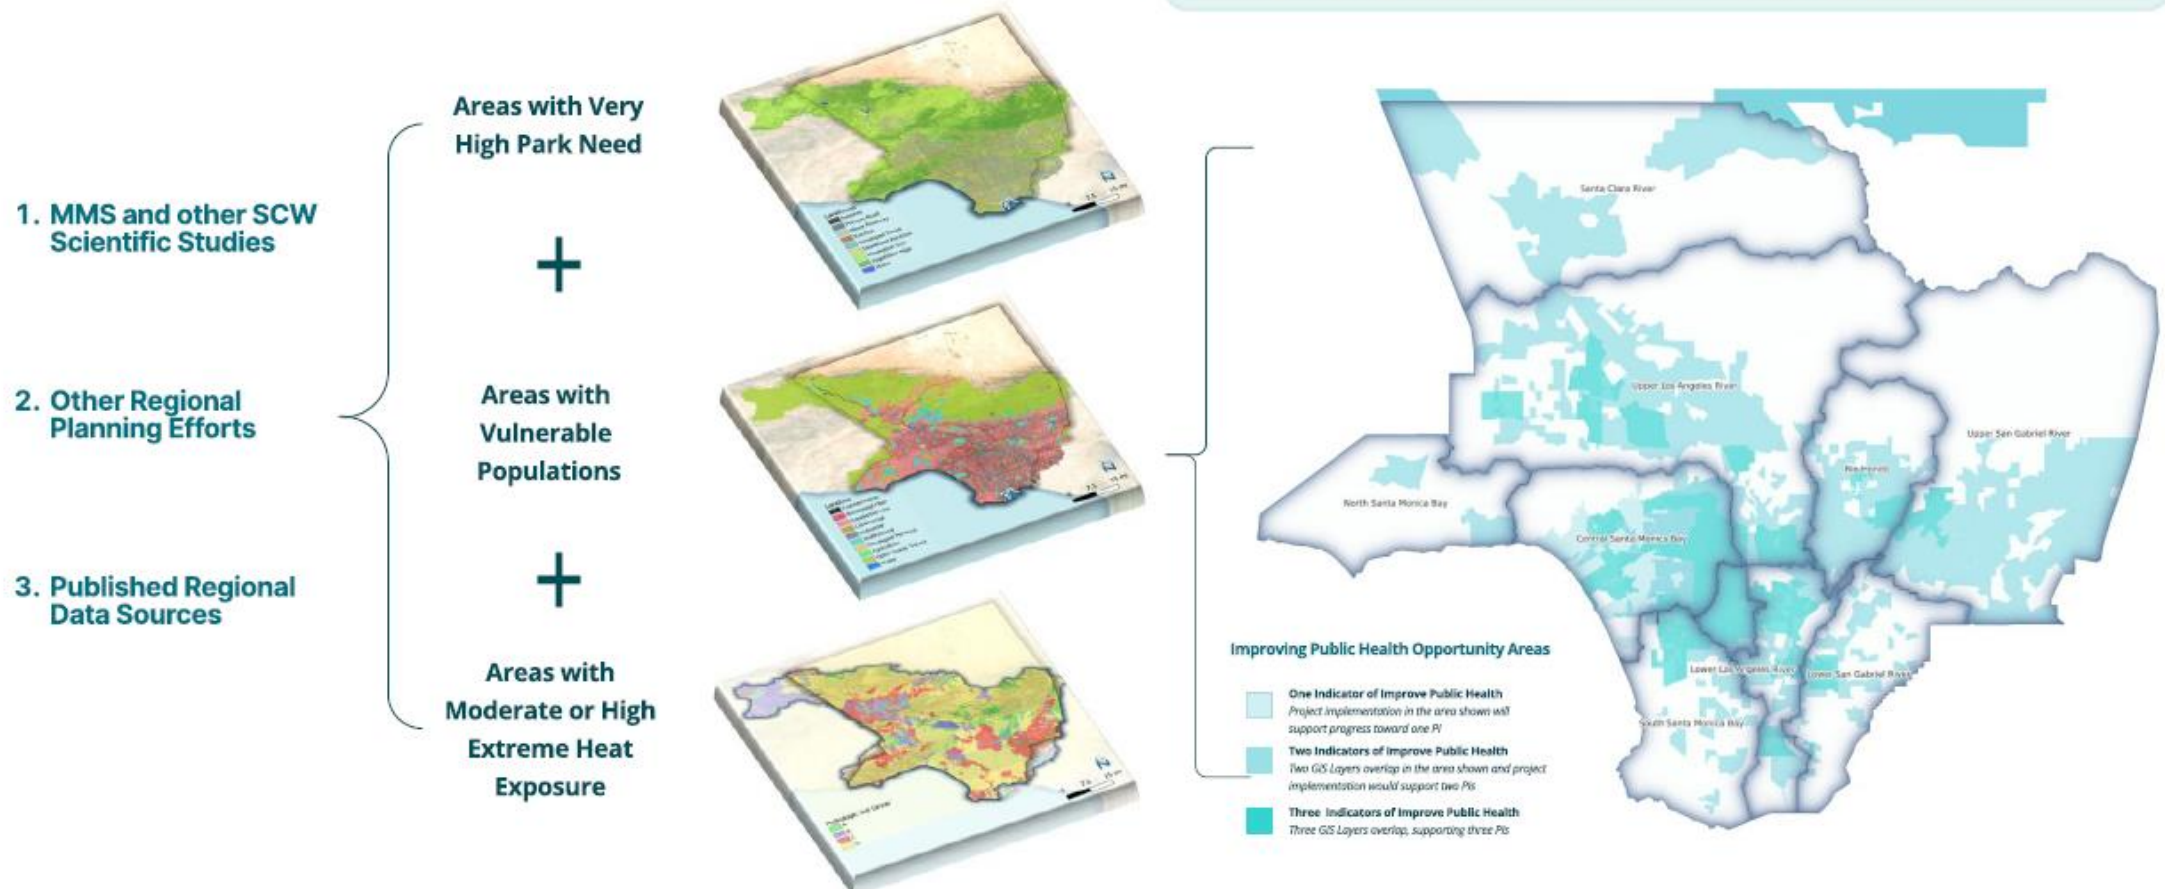 1. MMS and other SCW
Scientific Studies
2. Other Regional
Planning Efforts
3. Published Regional
Data Sources
Areas with Very
High Park Need
+
Areas with
Vulnerable
Populations
+
Areas with
Moderate or High
Extreme Heat
Exposure
Santa Clara River
Upper Los Angeles River
Upper San Gabriel River
Rio Hondo
North Santa Monica Bay
Central Santa Monica Bay
Lower Los Angeles River
Lower San Gabriel River
South Santa Monica Bay
Improving Public Health Opportunity Areas
One Indicator of Improve Public Health
Project implementation in the area shown will
support progress toward one PI
Two Indicators of Improve Public Health
Two GIS Layers overlap in the area shown and project
implementation would support two PIs
Three Indicators of Improve Public Health
Three GIS Layers overlap, supporting three PIs